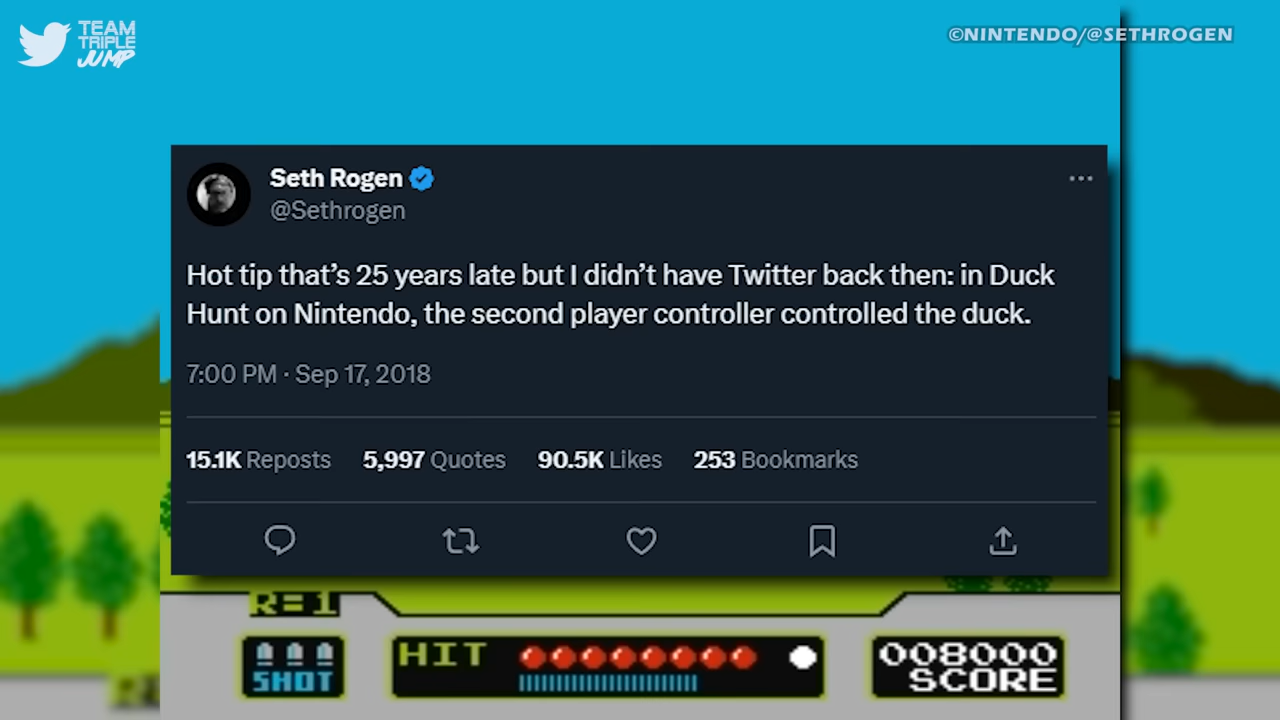 TEAM
TRIPLE
JUMP
©NINTENDO/@SETHROGEN
Seth Rogen
@Sethrogen
Hot tip that’s 25 years late but I didn’t have Twitter back then: in Duck
Hunt on Nintendo, the second player controller controlled the duck.
7:00 PM · Sep 17, 2018
15.1K Reposts 5,997 Quotes 90.5K Likes 253 Bookmarks
R=1
SHOT
HIT
008000
SCORE